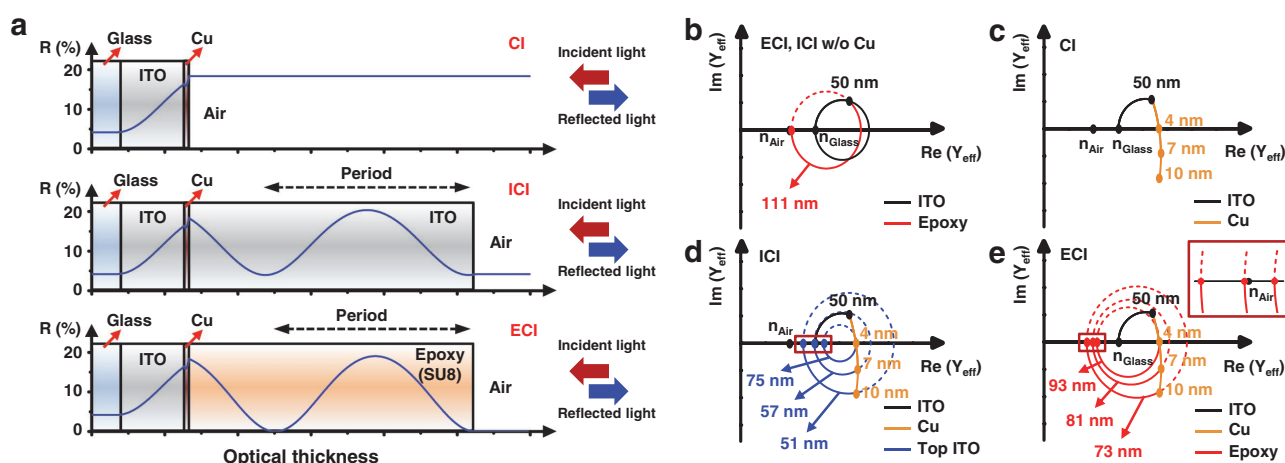 a
R (%)
Glass
Cu
CI
20
ITO
10
Air
0
Incident light
Reflected light
R (%)
Glass
Cu
Period
ICI
20
ITO
ITO
10
Air
0
Incident light
Reflected light
R (%)
Glass
Cu
Period
ECI
20
ITO
Epoxy
(SU8)
10
Air
0
Incident light
Reflected light
Optical thickness
b
ECI, ICI w/o Cu
Im (Yeff)
50 nm
nAir
nGlass
Re (Yeff)
111 nm
ITO
Epoxy
c
CI
Im (Yeff)
50 nm
4 nm
nAir
nGlass
7 nm
Re (Yeff)
10 nm
ITO
Cu
d
ICI
Im (Yeff)
50 nm
nAir
4 nm
Re (Yeff)
7 nm
75 nm
10 nm
57 nm
51 nm
ITO
Cu
Top ITO
e
ECI
Im (Yeff)
nAir
50 nm
4 nm
nGlass
Re (Yeff)
7 nm
93 nm
10 nm
81 nm
73 nm
ITO
Cu
Epoxy